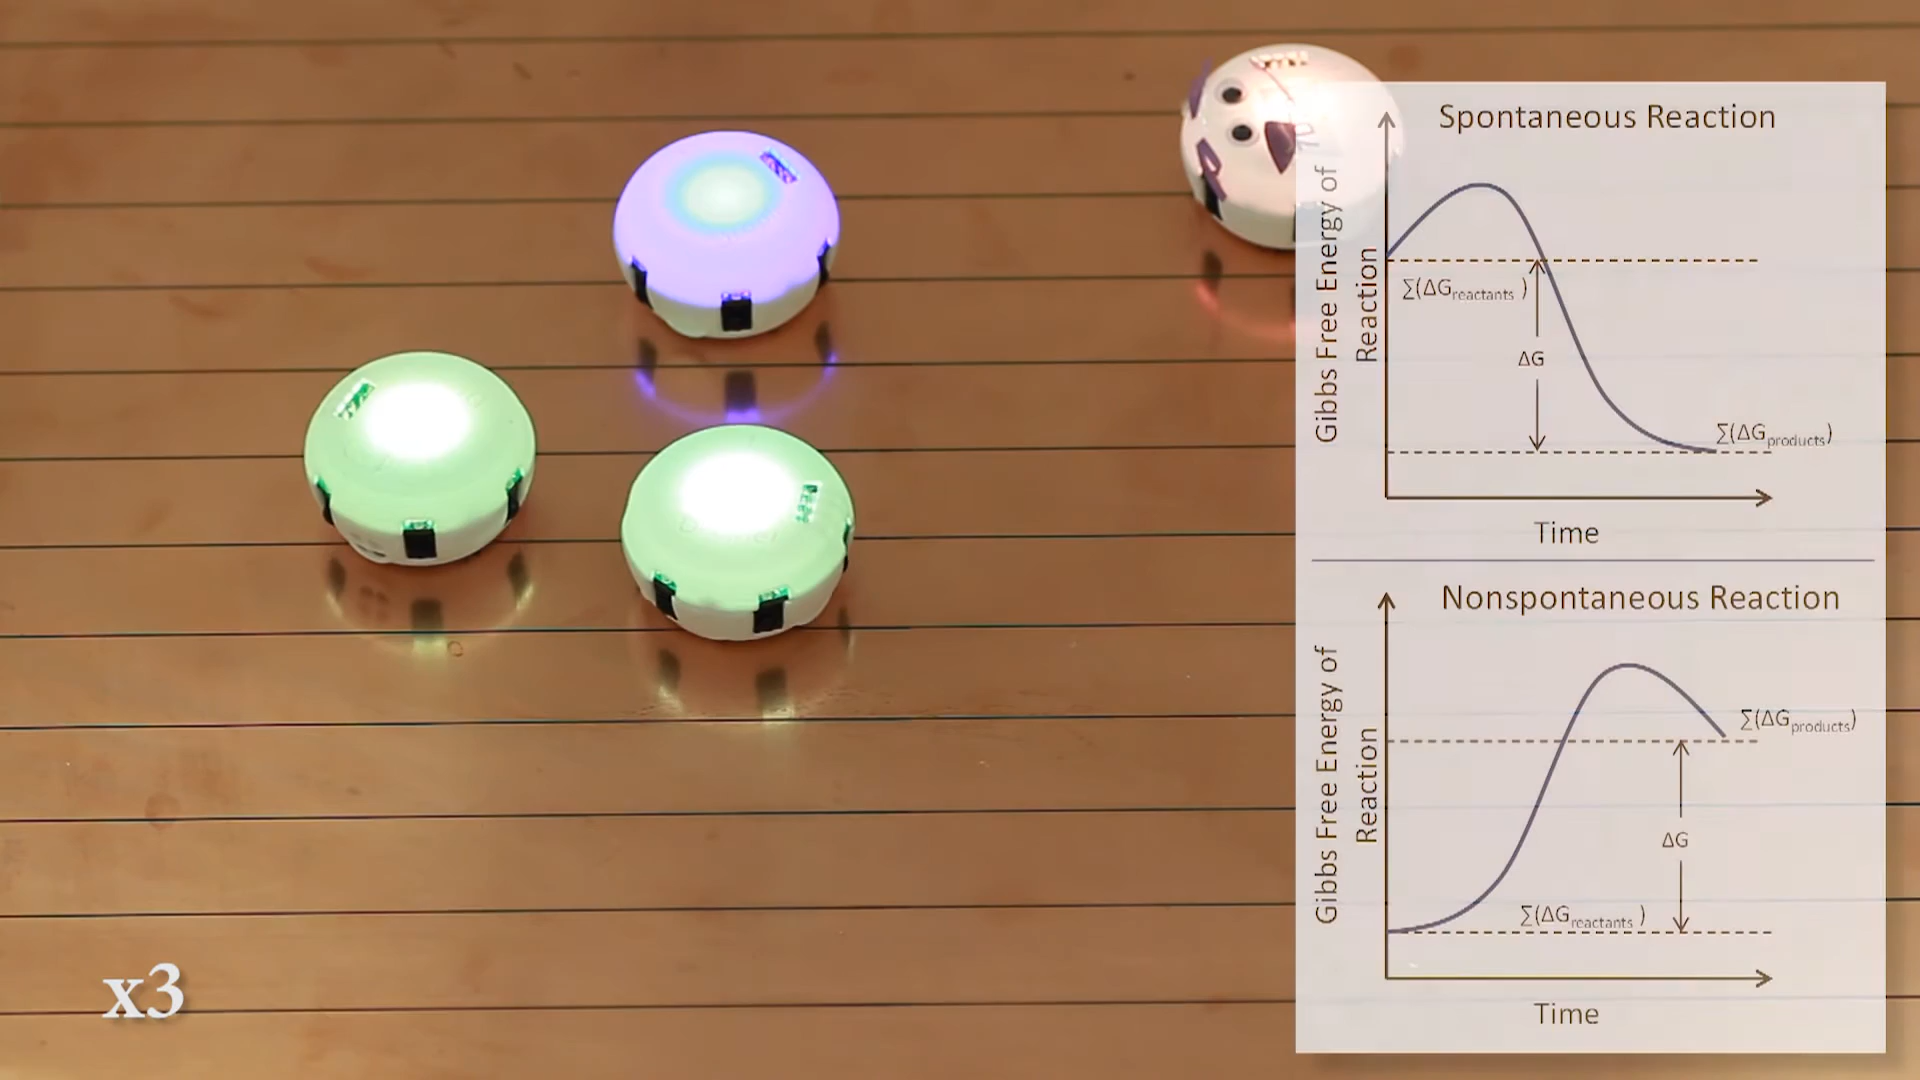 Spontaneous Reaction
Gibbs Free Energy of
Reaction
∑(ΔGreactants )
ΔG
∑(ΔGproducts)
Time
Nonspontaneous Reaction
Gibbs Free Energy of
Reaction
∑(ΔGproducts)
ΔG
∑(ΔGreactants )
Time
x3